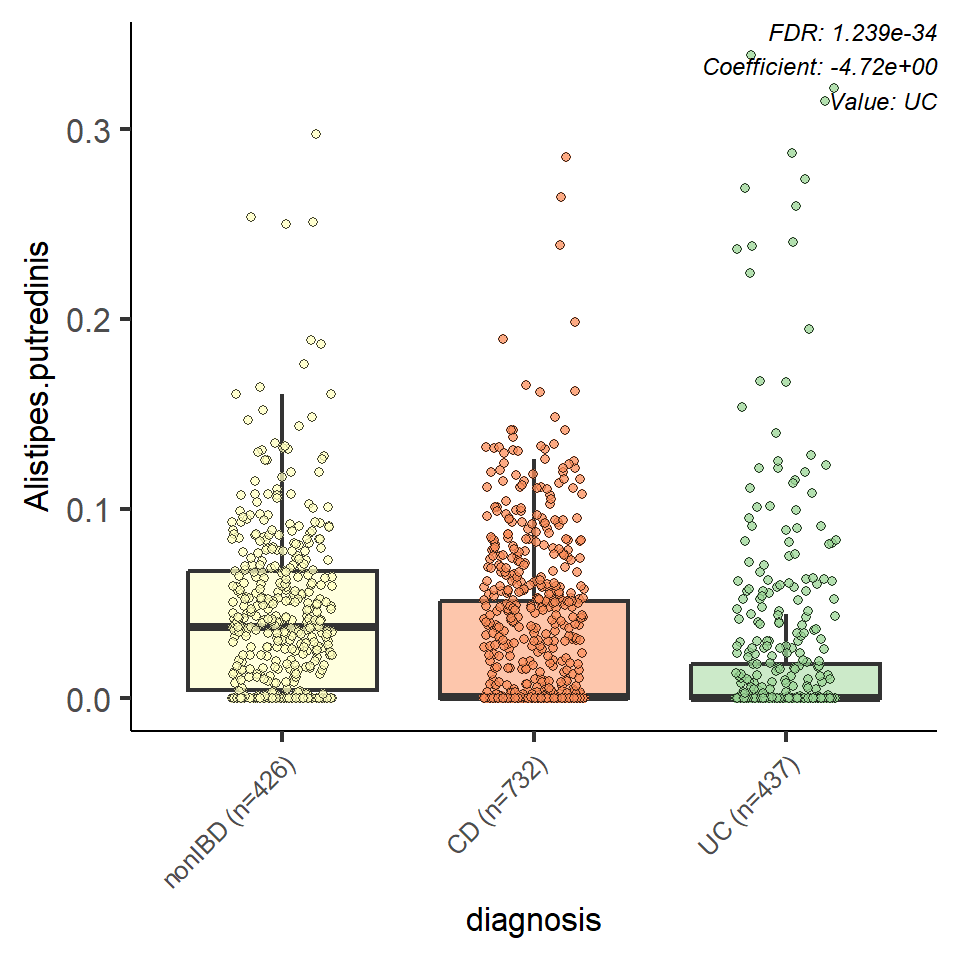 FDR: 1.239e-34
Coefficient: -4.72e+00
Value: UC
Alistipes.putredinis
0.3
0.2
0.1
0.0
nonIBD (n=426)
CD (n=732)
UC (n=437)
diagnosis